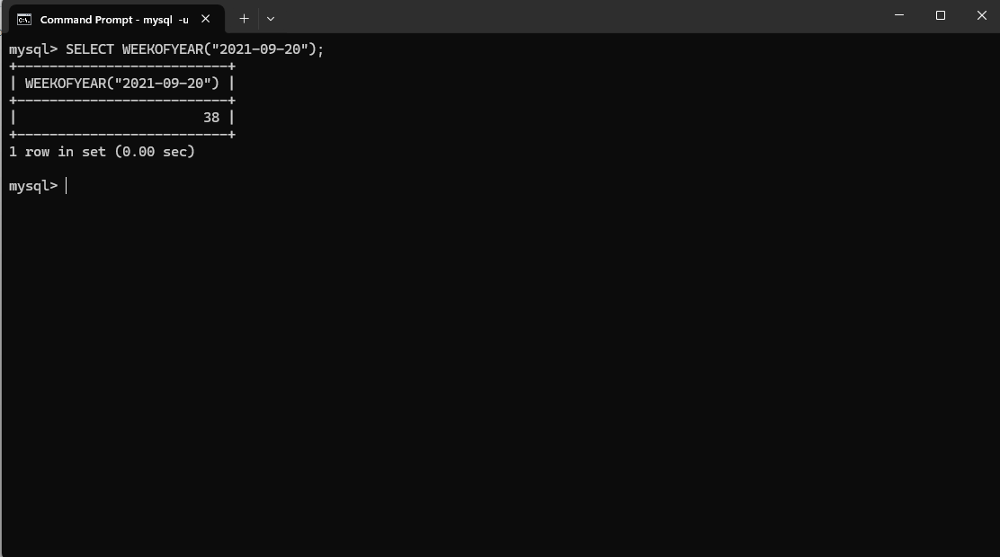 Command Prompt - mysql -u
mysql> SELECT WEEKOFYEAR("2021-09-20");
+--------------------------+
| WEEKOFYEAR("2021-09-20") |
+--------------------------+
|                       38 |
+--------------------------+
1 row in set (0.00 sec)
mysql>